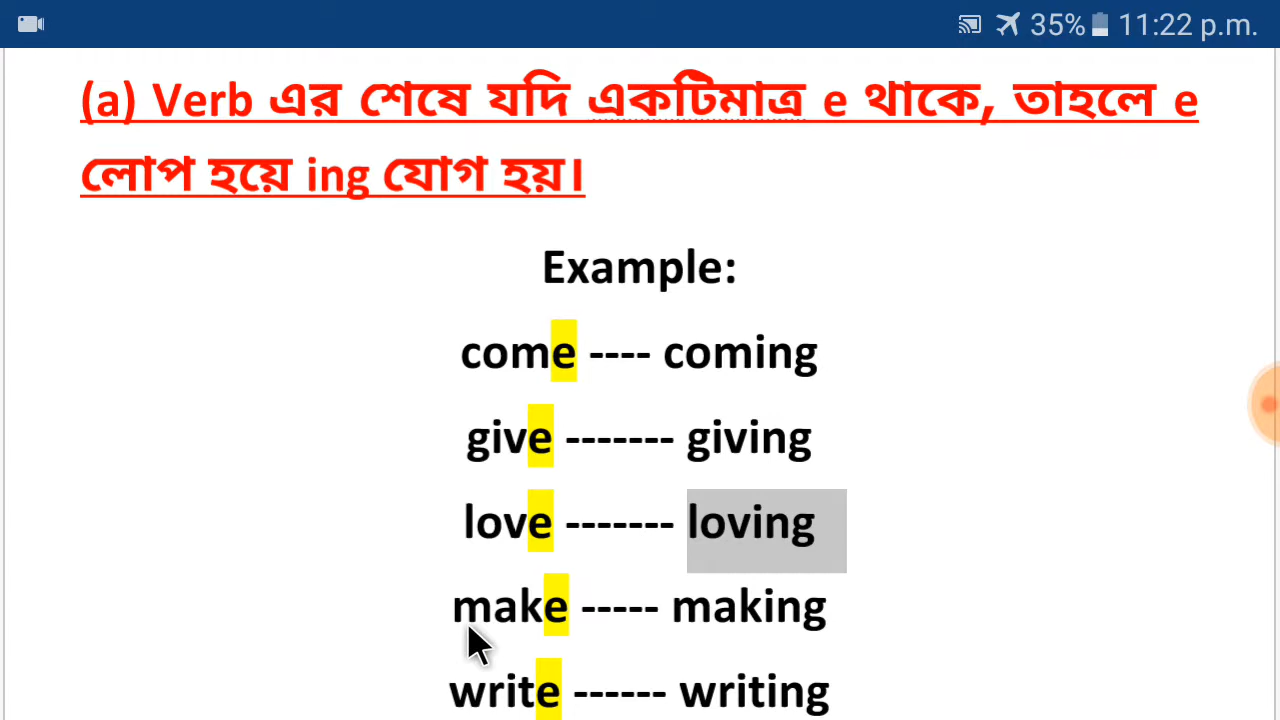 35% 11:22 p.m.
(a) Verb এর শেষে যদি একটিমাত্র e থাকে, তাহলে e
লোপ হয়ে ing যোগ হয়।
Example:
come ---- coming
give ------- giving
love ------- loving
make ----- making
write ------ writing